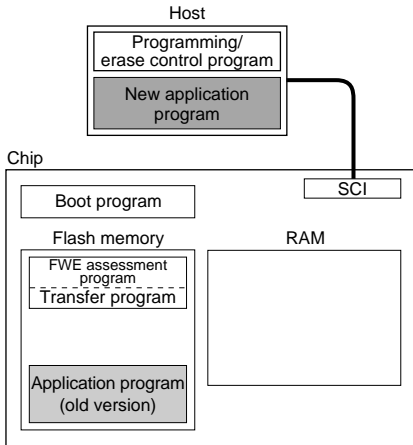 Host
Programming/
erase control program
New application
program
Chip
SCI
Boot program
Flash memory
RAM
FWE assessment
program
Transfer program
Application program
(old version)